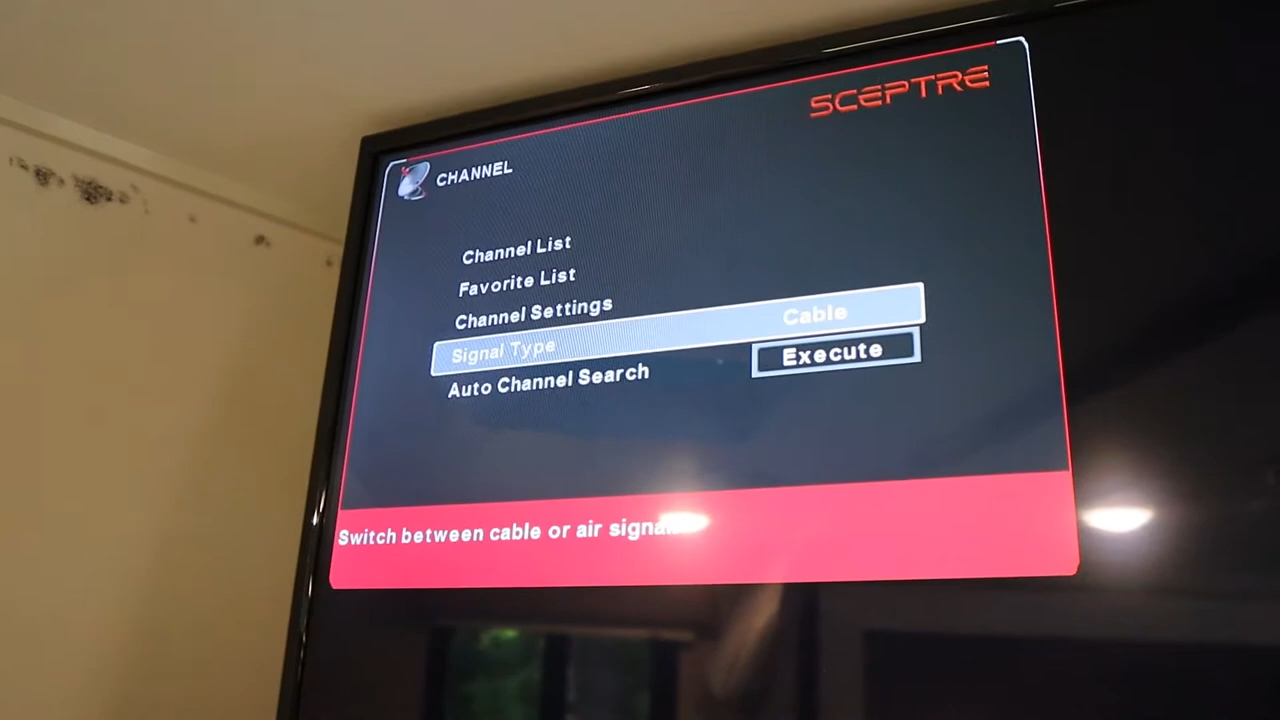 SCEPTRE
CHANNEL
Channel List
Favorite List
Channel Settings
Signal Type Cable
Auto Channel Search Execute
Switch between cable or air signal